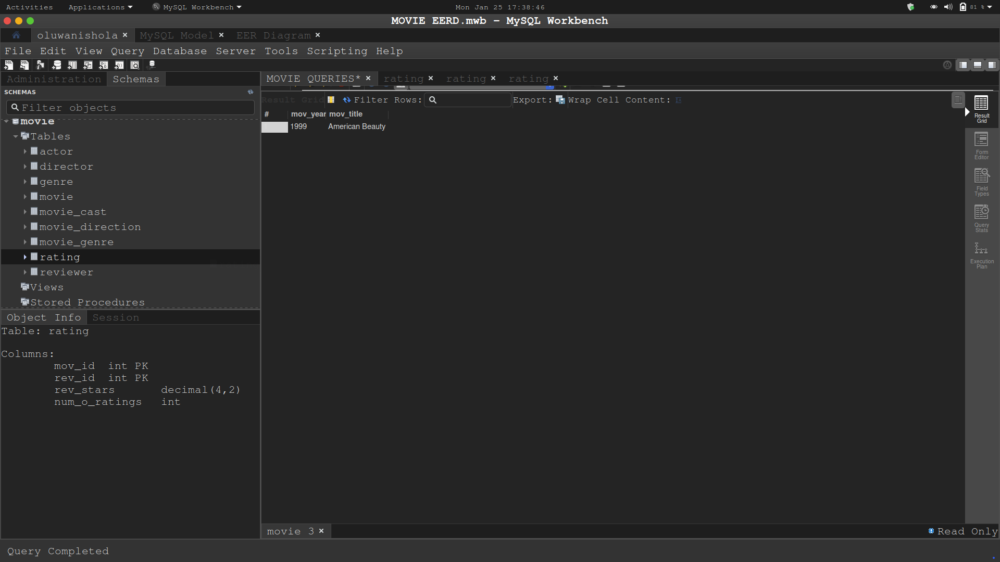 Activities Applications MySQL Workbench Mon Jan 25 17:38:46 81 %
MOVIE EERD.mwb - MySQL Workbench
oluwanishola MySQL Model EER Diagram
File Edit View Query Database Server Tools Scripting Help
Administration Schemas
MOVIE QUERIES* rating rating rating
SCHEMAS
Filter objects
Result Grid Filter Rows: Export: Wrap Cell Content:
# mov_year mov_title
1999 American Beauty
movie
Tables
actor
director
genre
movie
movie_cast
movie_direction
movie_genre
rating
reviewer
Views
Stored Procedures
Object Info Session
Table: rating
Columns:
mov_id int PK
rev_id int PK
rev_stars decimal(4,2)
num_o_ratings int
Result
Grid
Form
Editor
Field
Types
Query
Stats
Execution
Plan
movie 3
Read Only
Query Completed